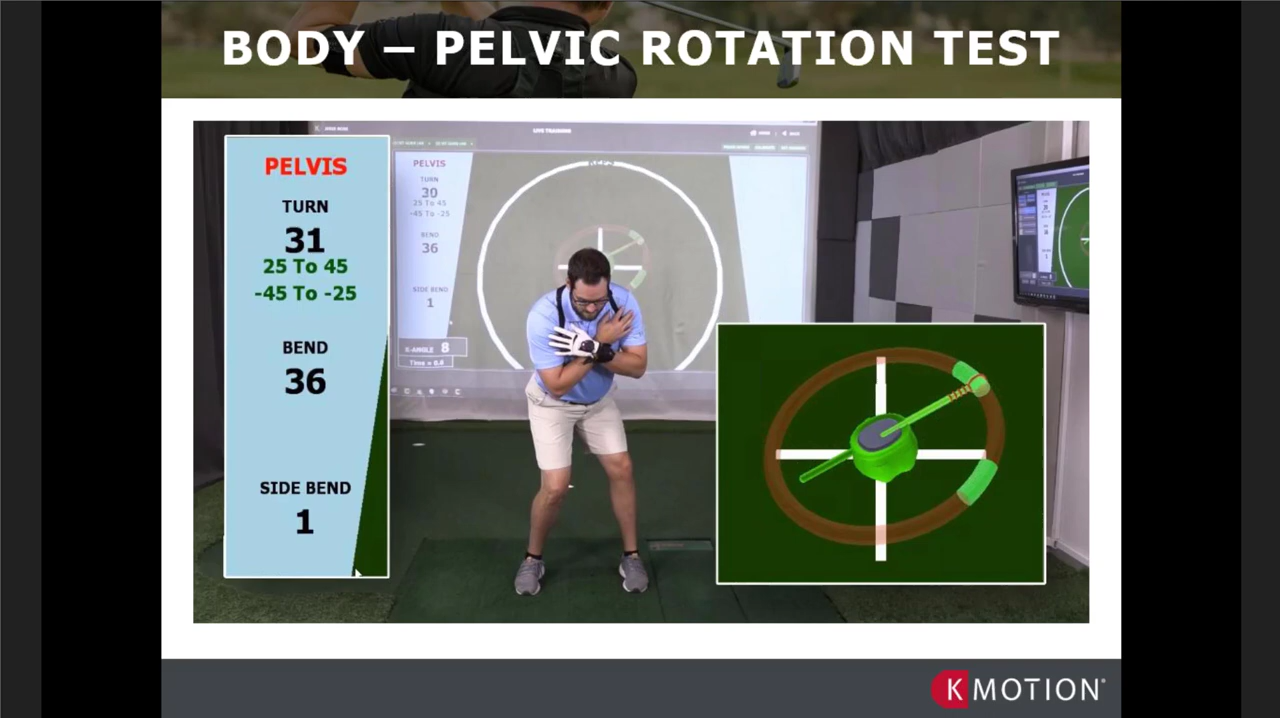 BODY – PELVIC ROTATION TEST
PELVIS
TURN
31
25 To 45
-45 To -25
BEND
36
SIDE BEND
1
LIVE TRAINING
PELVIS
TURN
30
25 To 45
-45 To -25
BEND
36
SIDE BEND
1
K-ANGLE 8
KMOTION